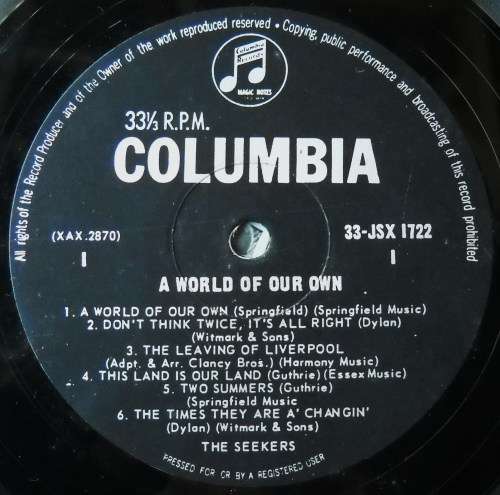 All rights of the Record Producer and of the Owner of the work reproduced reserved • Copying, public performance and broadcasting of this record prohibited
Columbia
Records
MAGIC NOTES
33⅓ R.P.M.
COLUMBIA
(XAX.2870)
33-JSX 1722
1
1
A WORLD OF OUR OWN
1. A WORLD OF OUR OWN (Springfield) (Springfield Music)
2. DON'T THINK TWICE, IT'S ALL RIGHT (Dylan)
(Witmark & Sons)
3. THE LEAVING OF LIVERPOOL
(Adpt. & Arr. Clancy Bros.) (Harmony Music)
4. THIS LAND IS OUR LAND (Guthrie) (Essex Music)
5. TWO SUMMERS (Guthrie)
(Springfield Music
6. THE TIMES THEY ARE A' CHANGIN'
(Dylan) (Witmark & Sons)
THE SEEKERS
PRESSED FOR CR BY A REGISTERED USER